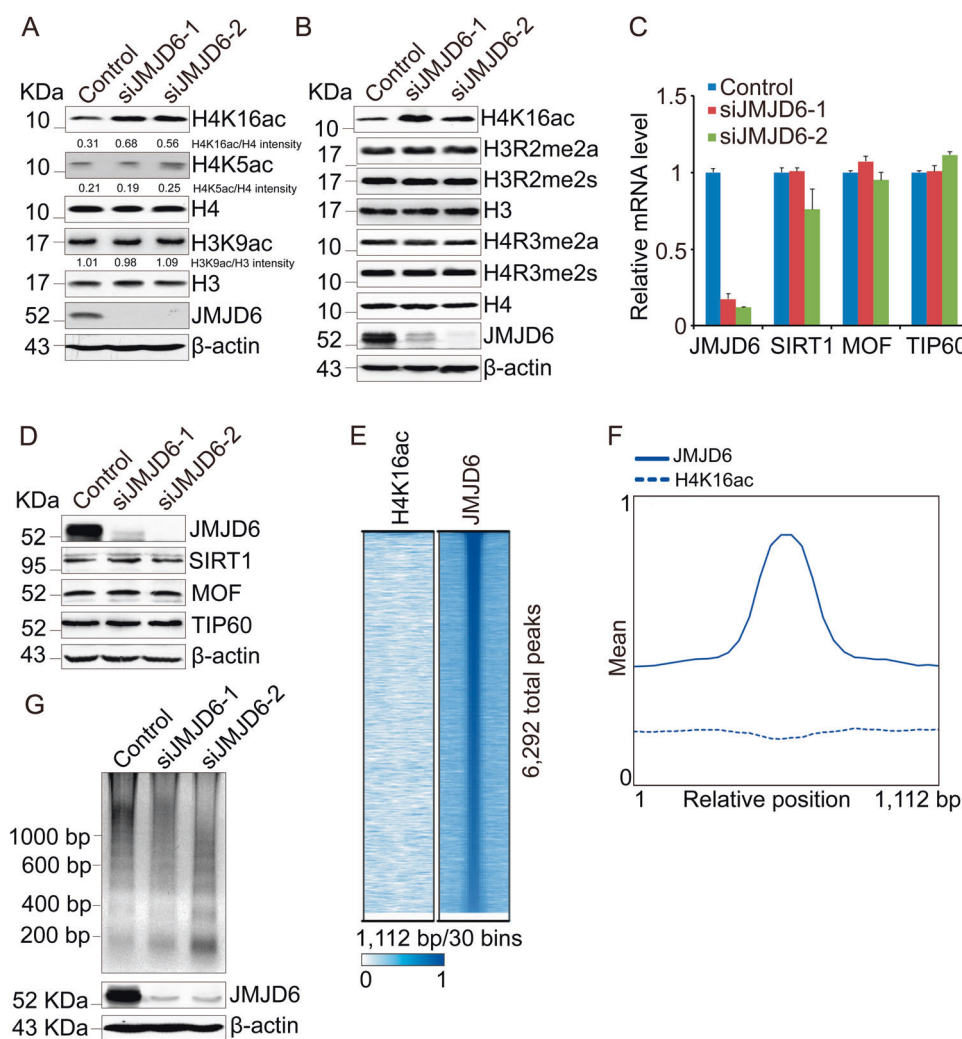 A
Control
siJMJD6-1
siJMJD6-2
KDa
10
H4K16ac
0.31 0.68 0.56 H4K16ac/H4 intensity
10
H4K5ac
0.21 0.19 0.25 H4K5ac/H4 intensity
10
H4
17
H3K9ac
1.01 0.98 1.09 H3K9ac/H3 intensity
17
H3
52
JMJD6
43
β-actin
B
Control
siJMJD6-1
siJMJD6-2
KDa
10
H4K16ac
17
H3R2me2a
17
H3R2me2s
17
H3
10
H4R3me2a
10
H4R3me2s
10
H4
52
JMJD6
43
β-actin
C
Control
siJMJD6-1
siJMJD6-2
Relative mRNA level
1.5
1
0.5
0
JMJD6 SIRT1 MOF TIP60
D
Control
siJMJD6-1
siJMJD6-2
KDa
52
JMJD6
95
SIRT1
52
MOF
52
TIP60
43
β-actin
E
H4K16ac
JMJD6
6,292 total peaks
1,112 bp/30 bins
0 1
F
JMJD6
H4K16ac
1
Mean
0
1 Relative position 1,112 bp
G
Control
siJMJD6-1
siJMJD6-2
1000 bp
600 bp
400 bp
200 bp
52 KDa
JMJD6
43 KDa
β-actin